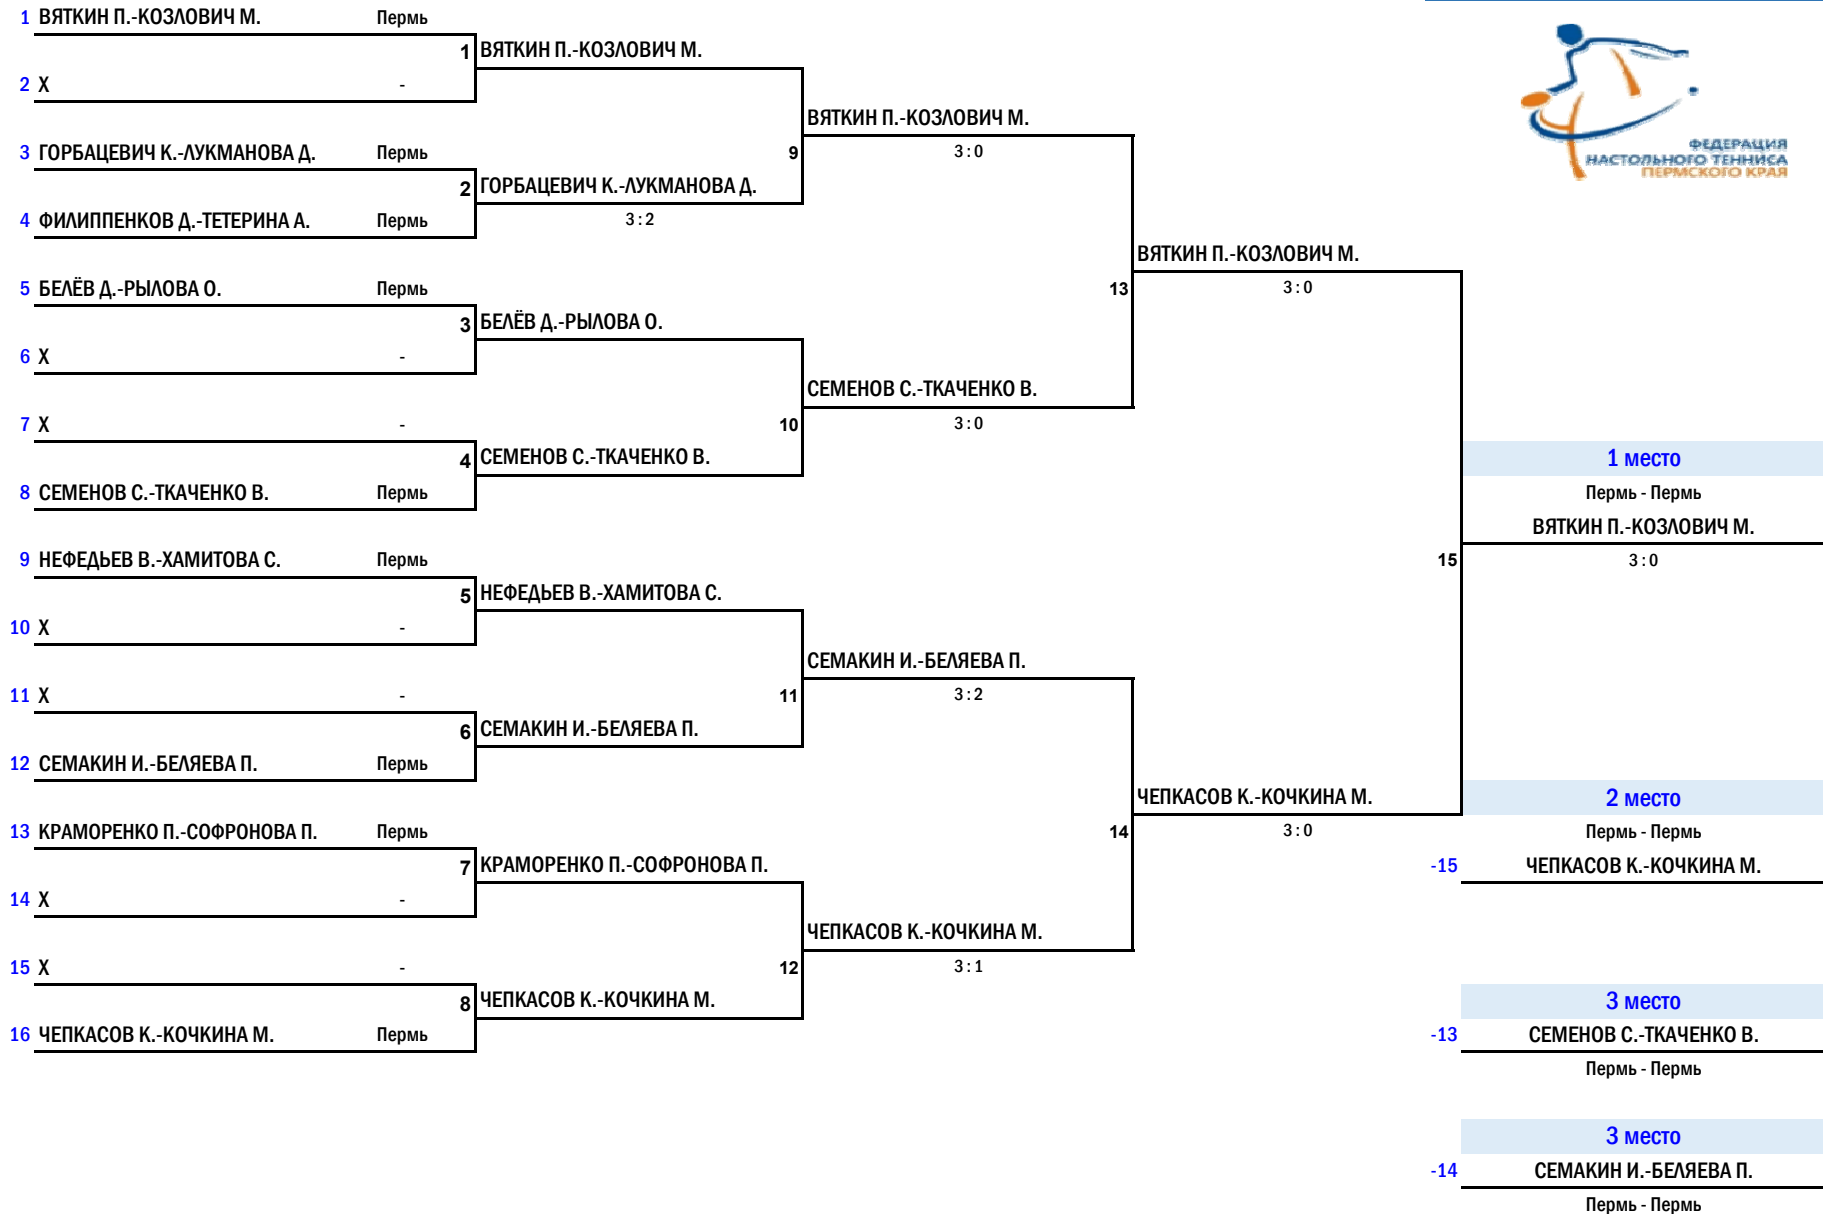 1 ВЯТКИН П.-КОЗЛОВИЧ М. Пермь
1 ВЯТКИН П.-КОЗЛОВИЧ М.
2 X -
ВЯТКИН П.-КОЗЛОВИЧ М.
ФЕДЕРАЦИЯ
НАСТОЛЬНОГО ТЕННИСА
ПЕРМСКОГО КРАЯ
3 ГОРБАЦЕВИЧ К.-ЛУКМАНОВА Д. Пермь 9 3:0
2 ГОРБАЦЕВИЧ К.-ЛУКМАНОВА Д.
4 ФИЛИППЕНКОВ Д.-ТЕТЕРИНА А. Пермь 3:2
ВЯТКИН П.-КОЗЛОВИЧ М.
5 БЕЛЁВ Д.-РЫЛОВА О. Пермь 13 3:0
3 БЕЛЁВ Д.-РЫЛОВА О.
6 X -
СЕМЕНОВ С.-ТКАЧЕНКО В.
7 X - 10 3:0
4 СЕМЕНОВ С.-ТКАЧЕНКО В. 1 место
8 СЕМЕНОВ С.-ТКАЧЕНКО В. Пермь Пермь - Пермь
ВЯТКИН П.-КОЗЛОВИЧ М.
9 НЕФЕДЬЕВ В.-ХАМИТОВА С. Пермь 15 3:0
5 НЕФЕДЬЕВ В.-ХАМИТОВА С.
10 X -
СЕМАКИН И.-БЕЛЯЕВА П.
11 X - 11 3:2
6 СЕМАКИН И.-БЕЛЯЕВА П.
12 СЕМАКИН И.-БЕЛЯЕВА П. Пермь
ЧЕПКАСОВ К.-КОЧКИНА М. 2 место
13 КРАМОРЕНКО П.-СОФРОНОВА П. Пермь 14 3:0 Пермь - Пермь
7 КРАМОРЕНКО П.-СОФРОНОВА П. -15 ЧЕПКАСОВ К.-КОЧКИНА М.
14 X -
ЧЕПКАСОВ К.-КОЧКИНА М.
15 X - 12 3:1
8 ЧЕПКАСОВ К.-КОЧКИНА М. 3 место
16 ЧЕПКАСОВ К.-КОЧКИНА М. Пермь -13 СЕМЕНОВ С.-ТКАЧЕНКО В.
Пермь - Пермь
3 место
-14 СЕМАКИН И.-БЕЛЯЕВА П.
Пермь - Пермь